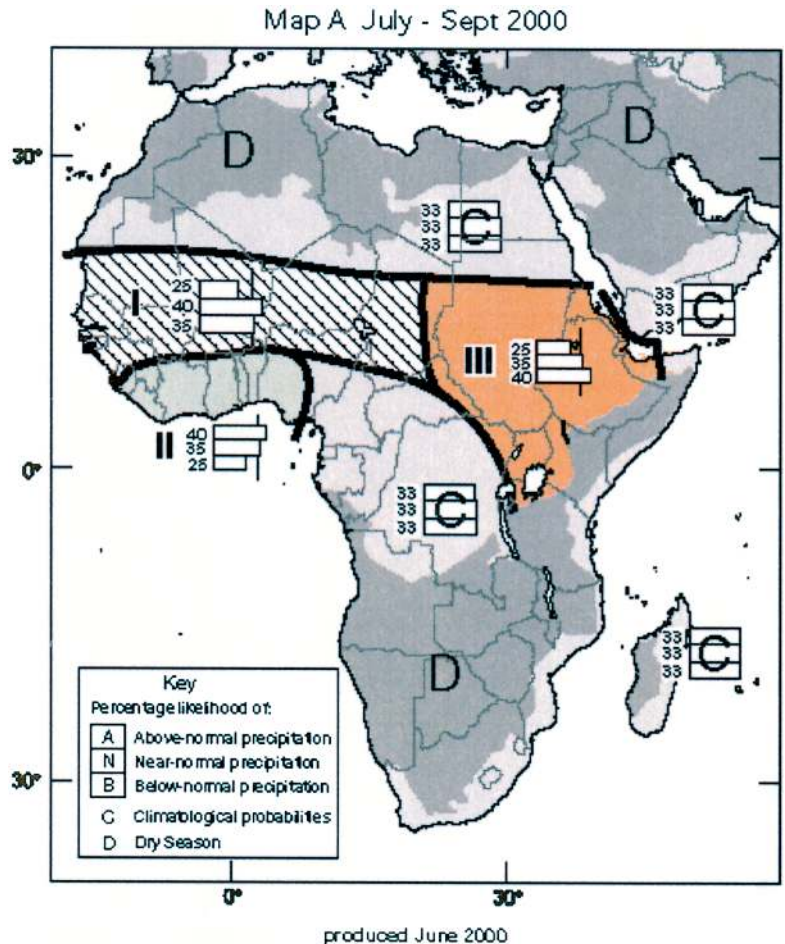 Map A July - Sept 2000
D
D
30°
33
33
33
C
I
25
40
35
33
33
33
C
III
25
35
40
II
40
35
25
0°
33
33
33
C
33
33
33
C
D
Key
Percentage likelihood of:
A Above-normal precipitation
N Near-normal precipitation
B Below-normal precipitation
C Climatological probabilities
D Dry Season
30°
0°
30°
produced June 2000